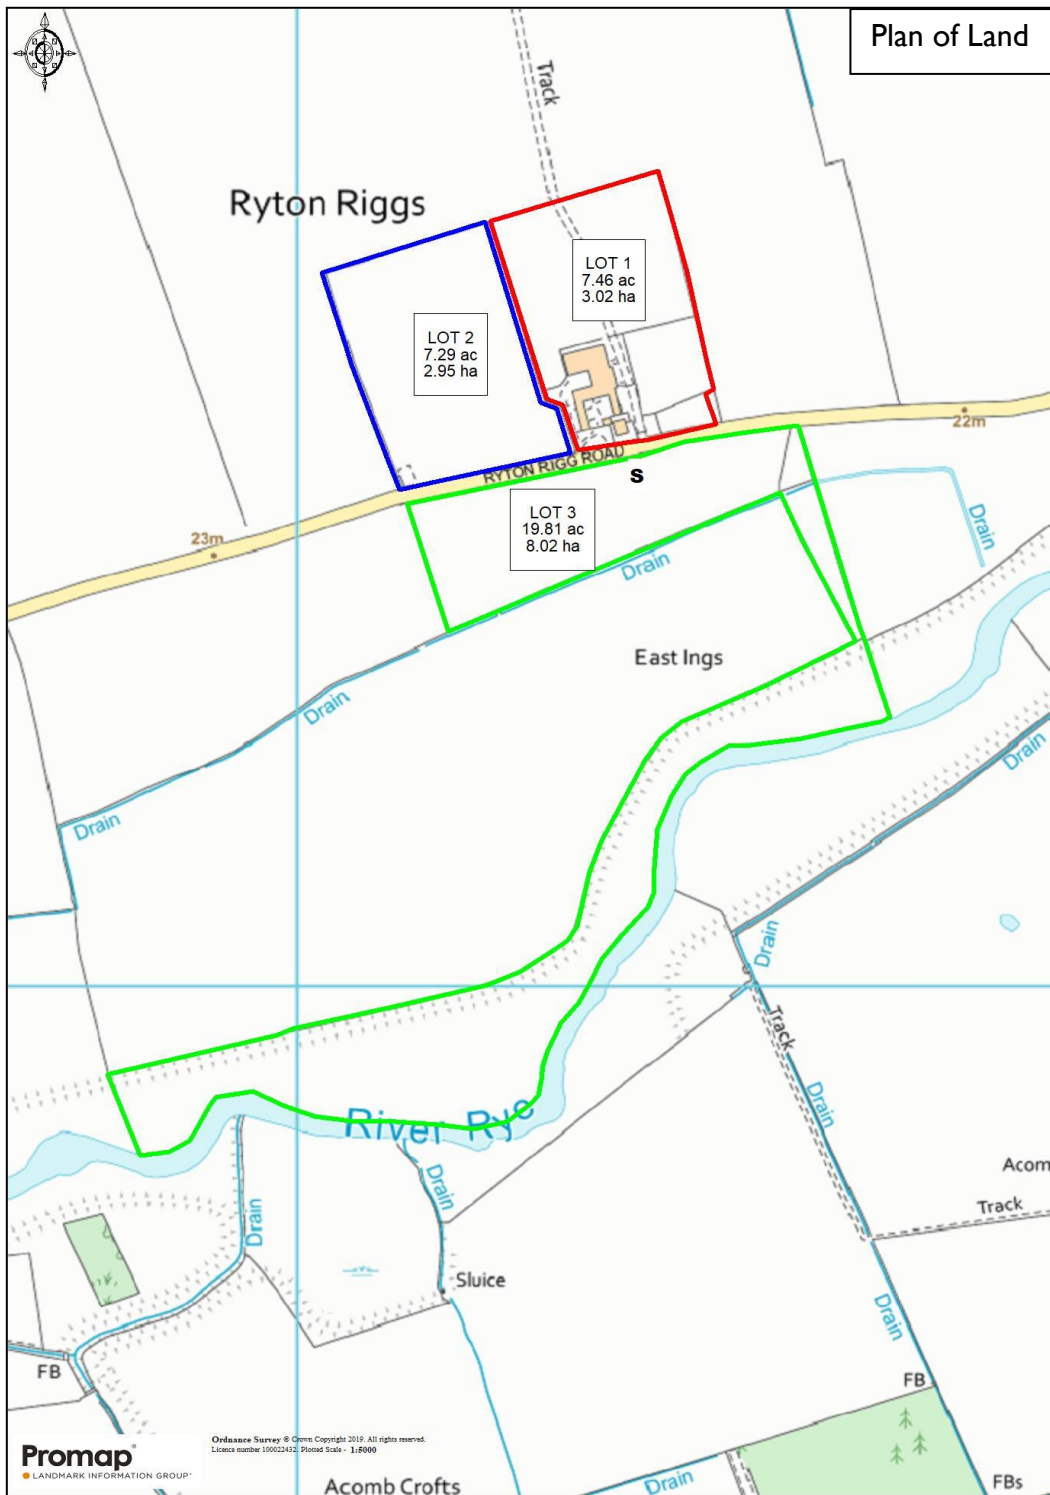 Plan of Land
Track
Ryton Riggs
LOT 1
7.46 ac
3.02 ha
LOT 2
7.29 ac
2.95 ha
22m
RYTON RIGG ROAD
S
LOT 3
19.81 ac
8.02 ha
23m
Drain
Drain
East Ings
Drain
Drain
Drain
Drain
Track
Drain
River Rye
Drain
Drain
Acom
Track
Sluice
Drain
FB
FB
Promap
LANDMARK INFORMATION GROUP
Ordnance Survey © Crown Copyright 2019. All rights reserved.
Licence number 100022432. Plotted Scale - 1:5000
Acomb Crofts
Drain
FBs